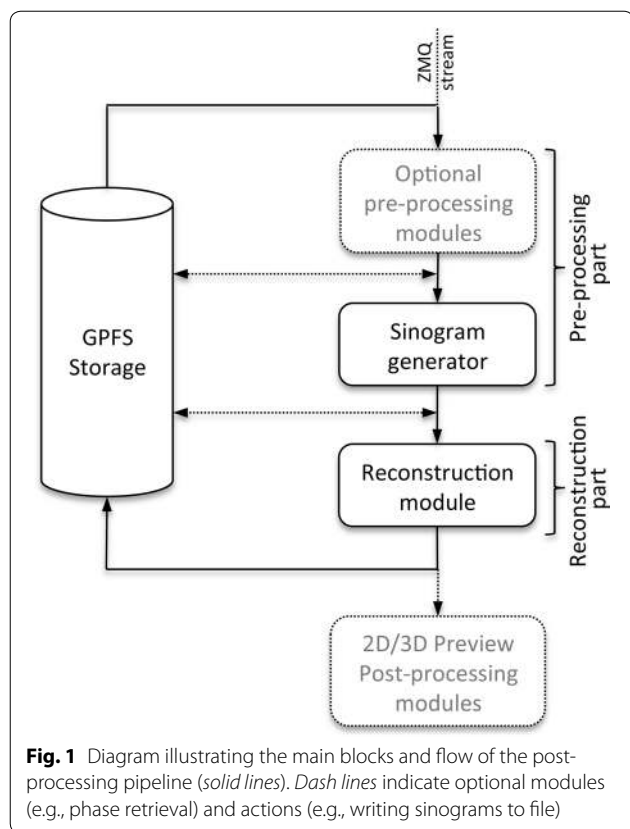 ZMQ
stream
Optional
pre-processing
modules
Pre-processing
part
GPFS
Storage
Sinogram
generator
Reconstruction
module
Reconstruction
part
2D/3D Preview
Post-processing
modules
Fig. 1 Diagram illustrating the main blocks and flow of the post-
processing pipeline (solid lines). Dash lines indicate optional modules
(e.g., phase retrieval) and actions (e.g., writing sinograms to file)